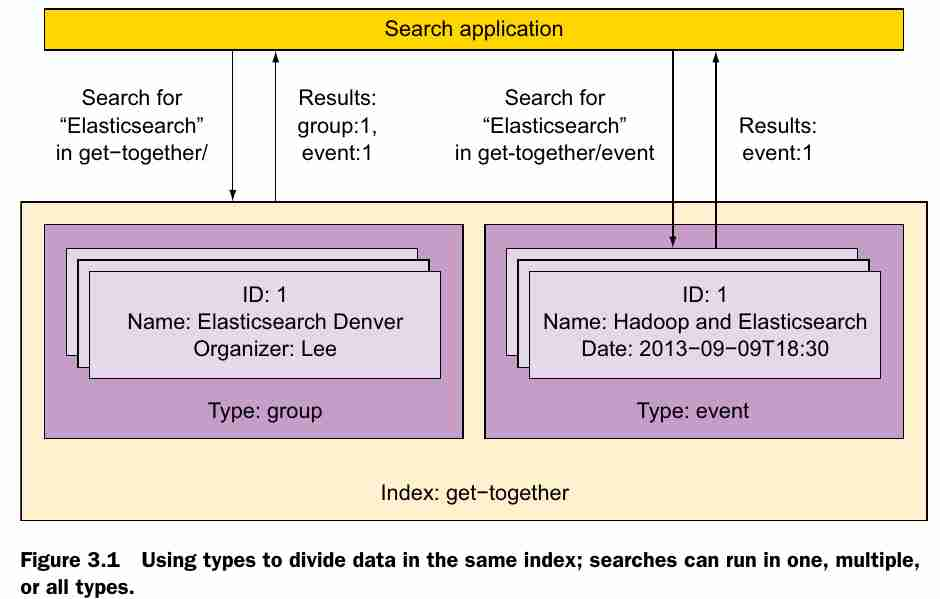 Search application
Search for
“Elasticsearch”
in get−together/
Results:
group:1,
event:1
Search for
“Elasticsearch”
in get-together/event
Results:
event:1
ID: 1
Name: Elasticsearch Denver
Organizer: Lee
Type: group
ID: 1
Name: Hadoop and Elasticsearch
Date: 2013−09−09T18:30
Type: event
Index: get−together
Figure 3.1 Using types to divide data in the same index; searches can run in one, multiple,
or all types.